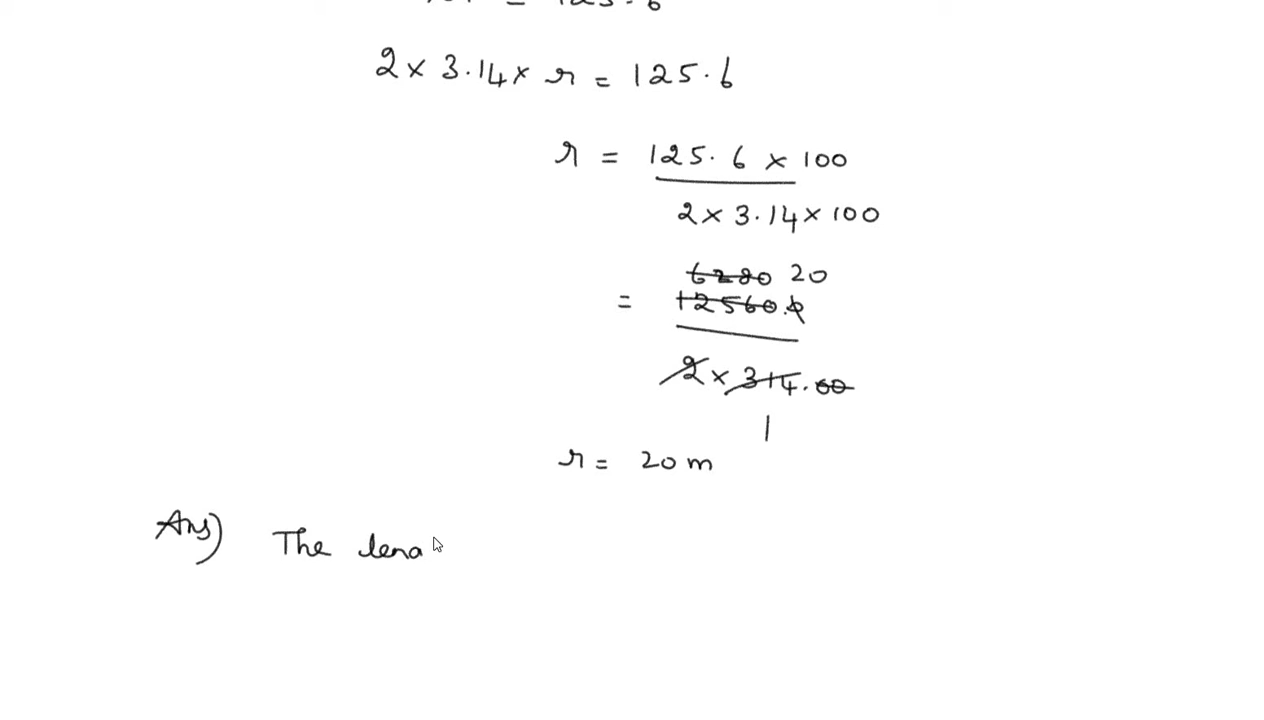 2 × 3.14 × r = 125.6
r = 125.6 × 100
2 × 3.14 × 100
6280 20
= 12560.0
2 × 314.00
1
r = 20 m
Ans) The lena